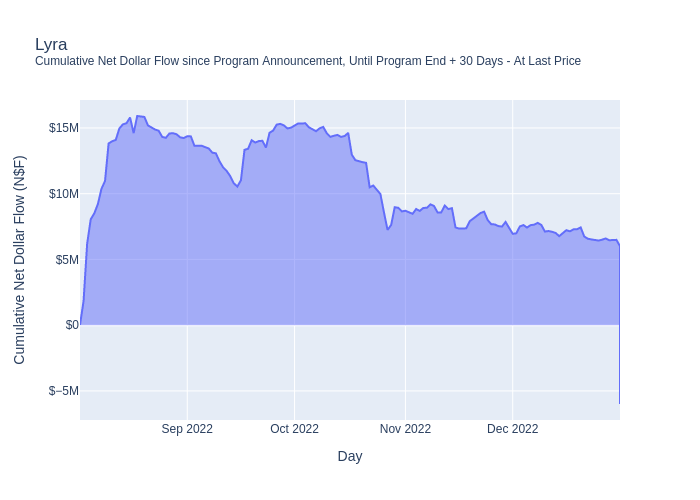 Lyra
Cumulative Net Dollar Flow since Program Announcement, Until Program End + 30 Days - At Last Price
Cumulative Net Dollar Flow (N$F)
$15M
$10M
$5M
$0
$−5M
Sep 2022
Oct 2022
Nov 2022
Dec 2022
Day